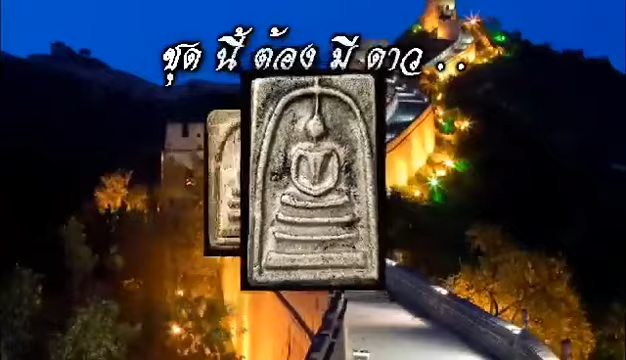 ชุด นี้ ต้อง มี ดาว . .